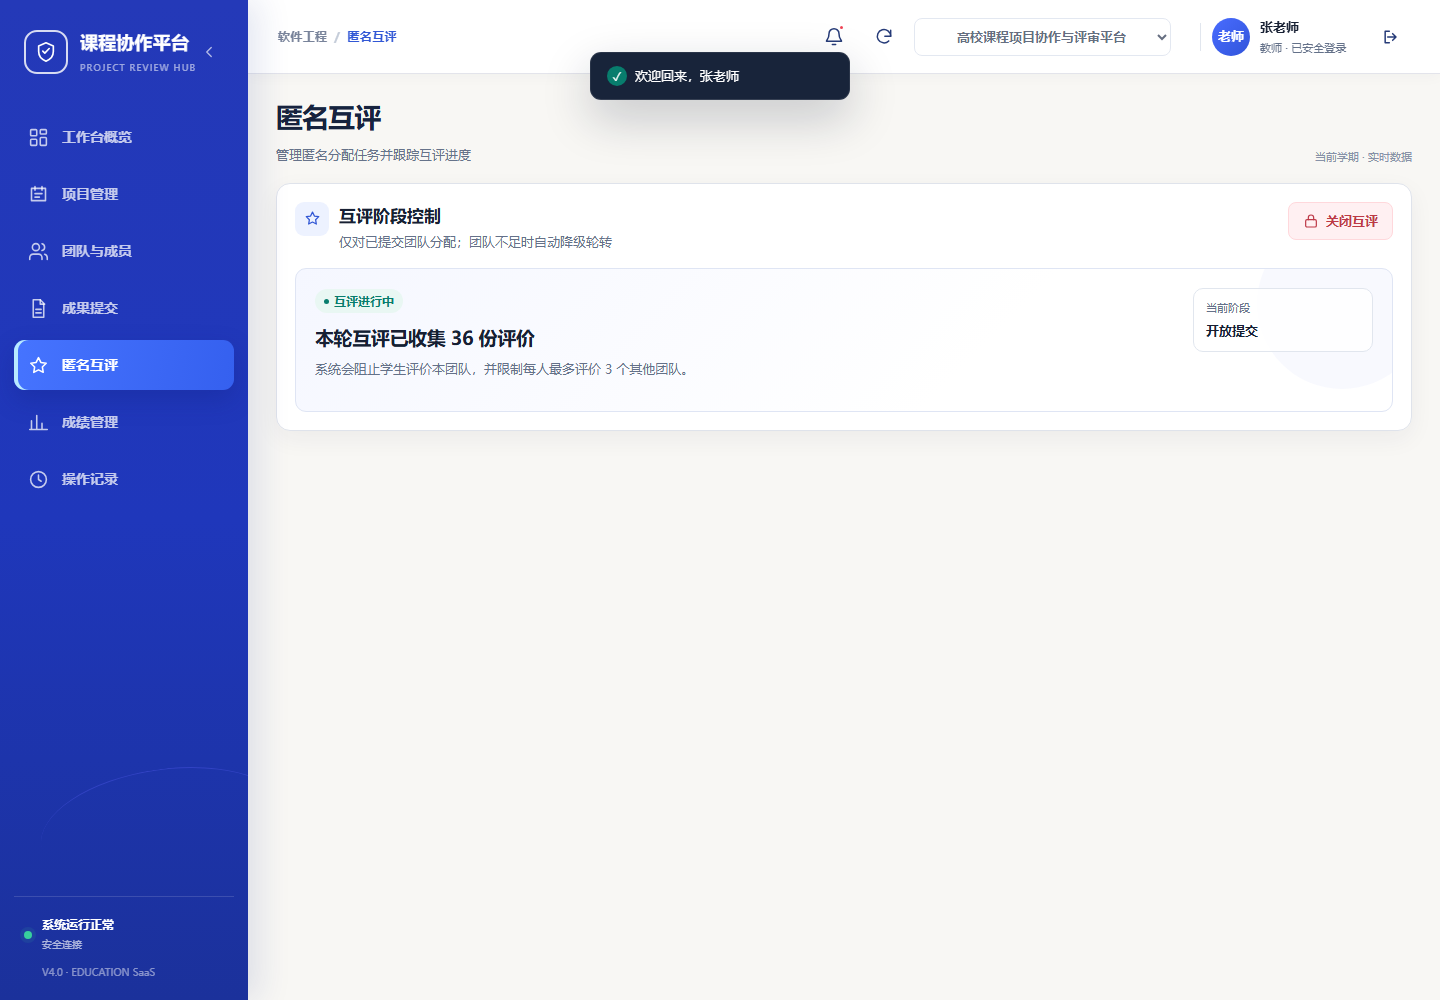 课程协作平台
PROJECT REVIEW HUB
工作台概览
项目管理
团队与成员
成果提交
匿名互评
成绩管理
操作记录
系统运行正常
安全连接
V4.0 · EDUCATION SaaS
软件工程 / 匿名互评
高校课程项目协作与评审平台
老师
张老师
教师 · 已安全登录
欢迎回来，张老师
匿名互评
管理匿名分配任务并跟踪互评进度
当前学期 · 实时数据
互评阶段控制
仅对已提交团队分配；团队不足时自动降级轮转
关闭互评
互评进行中
本轮互评已收集 36 份评价
系统会阻止学生评价本团队，并限制每人最多评价 3 个其他团队。
当前阶段
开放提交